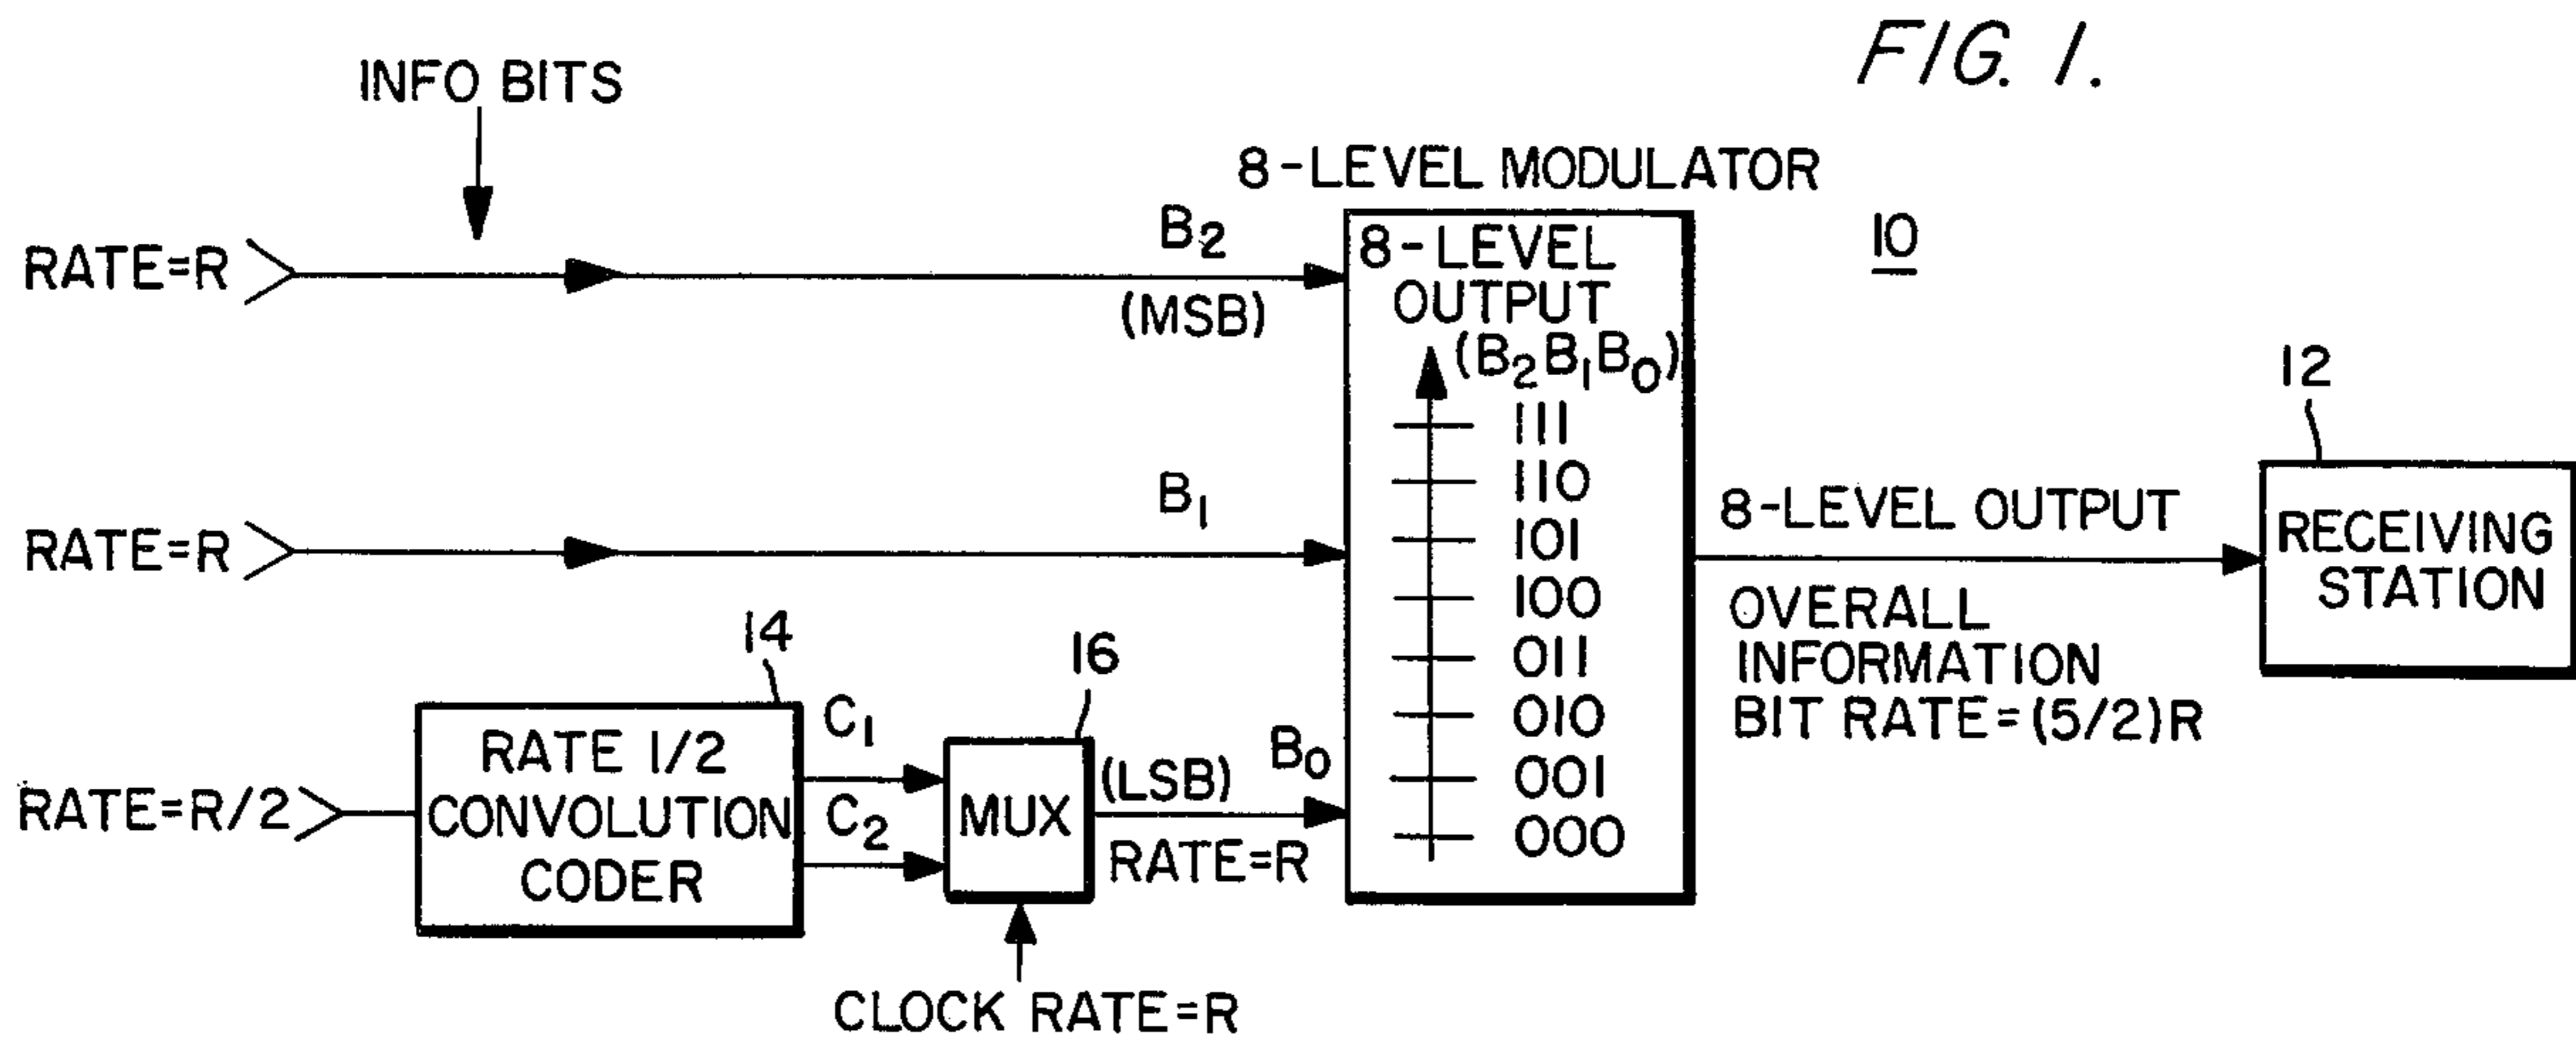 FIG. 1.
INFO BITS
8-LEVEL MODULATOR
RATE=R
B2
(MSB)
8-LEVEL
OUTPUT
(B2B1B0)
10
12
111
110
101
100
011
010
001
000
RATE=R
B1
8-LEVEL OUTPUT
OVERALL
INFORMATION
BIT RATE=(5/2)R
RECEIVING
STATION
14
16
RATE=R/2
RATE 1/2
CONVOLUTION
CODER
C1
C2
MUX
(LSB)
B0
RATE=R
CLOCK RATE=R